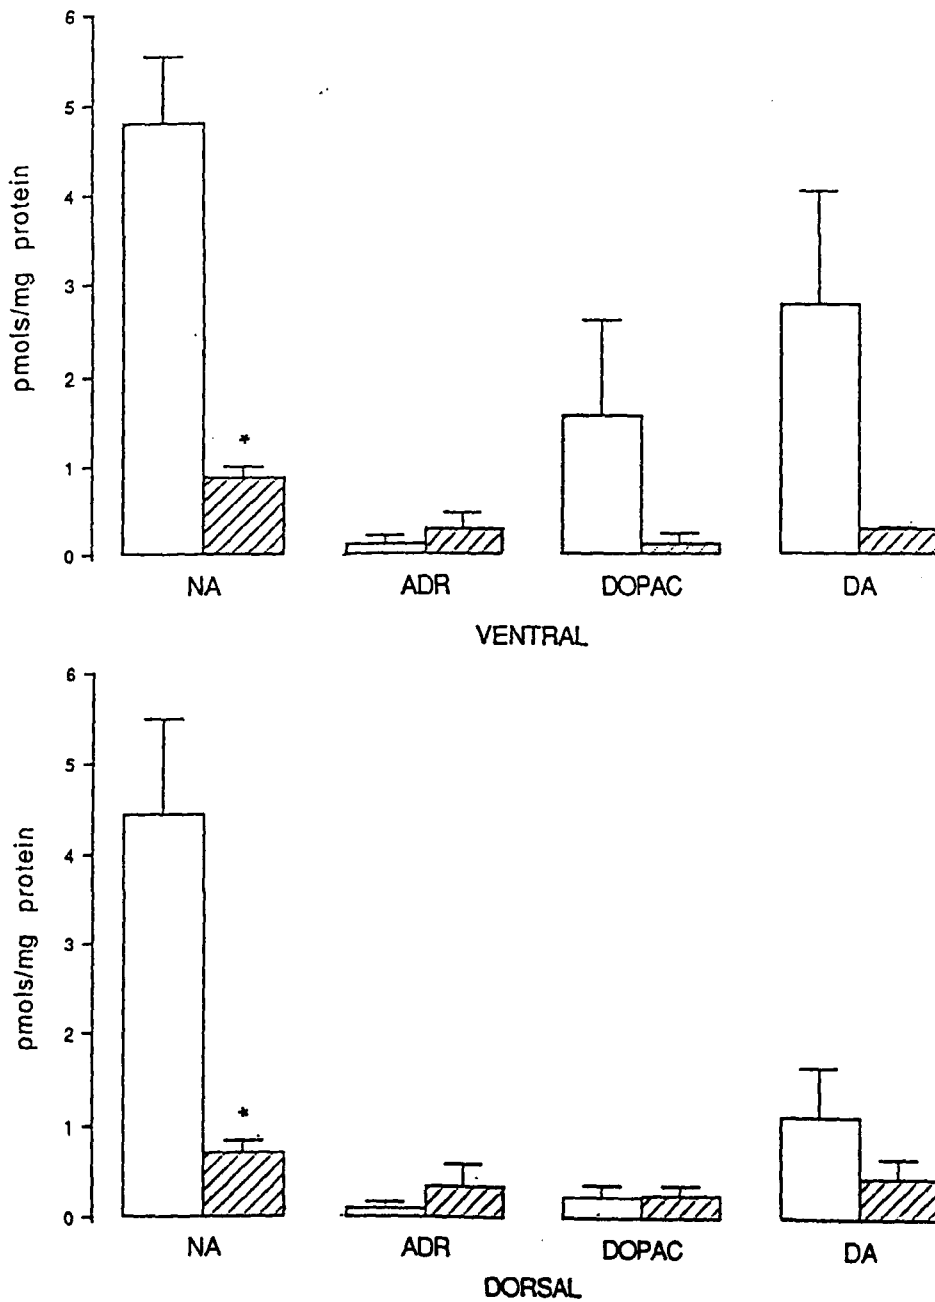 6
5
4
3
2
1
0
pmols/mg protein
*
NA ADR DOPAC DA
VENTRAL
6
5
4
3
2
1
0
pmols/mg protein
*
NA ADR DOPAC DA
DORSAL